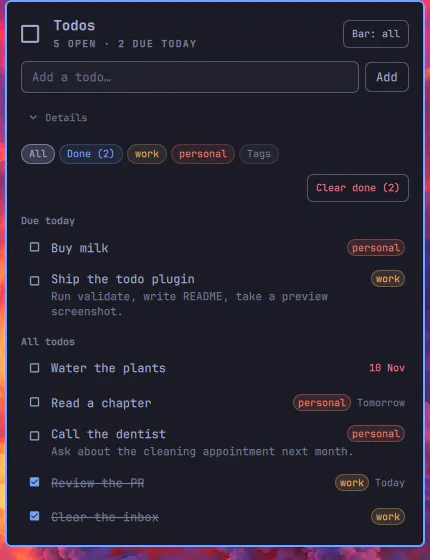 Todos
5 OPEN · 2 DUE TODAY
Bar: all
Add a todo…
Add
Details
All
Done (2)
work
personal
Tags
Clear done (2)
Due today
Buy milk personal
Ship the todo plugin work
Run validate, write README, take a preview
screenshot.
All todos
Water the plants 10 Nov
Read a chapter personal Tomorrow
Call the dentist personal
Ask about the cleaning appointment next month.
Review the PR work Today
Clear the inbox work